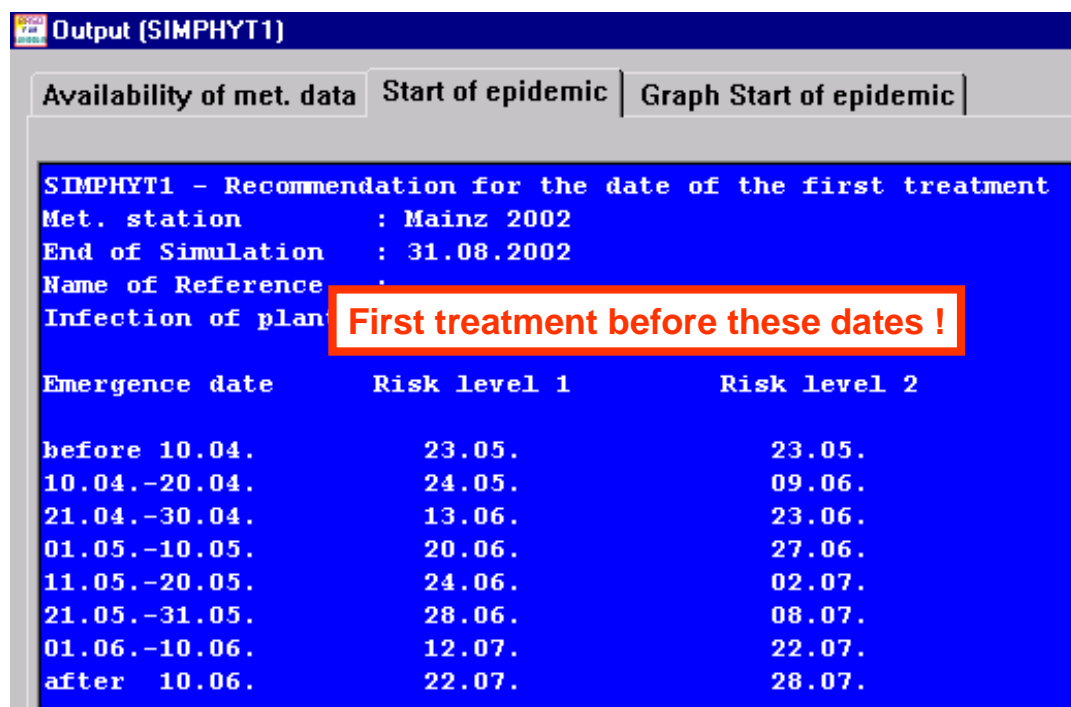 Output (SIMPHYT1)
Availability of met. data Start of epidemic Graph Start of epidemic
SIMPHYT1 - Recommendation for the date of the first treatment
Met. station : Mainz 2002
End of Simulation : 31.08.2002
Name of Reference :
Infection of plant
First treatment before these dates !
Emergence date Risk level 1 Risk level 2
before 10.04. 23.05. 23.05.
10.04.-20.04. 24.05. 09.06.
21.04.-30.04. 13.06. 23.06.
01.05.-10.05. 20.06. 27.06.
11.05.-20.05. 24.06. 02.07.
21.05.-31.05. 28.06. 08.07.
01.06.-10.06. 12.07. 22.07.
after 10.06. 22.07. 28.07.